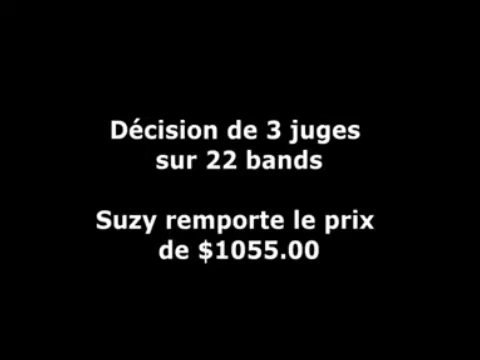 Décision de 3 juges
sur 22 bands
Suzy remporte le prix
de $1055.00